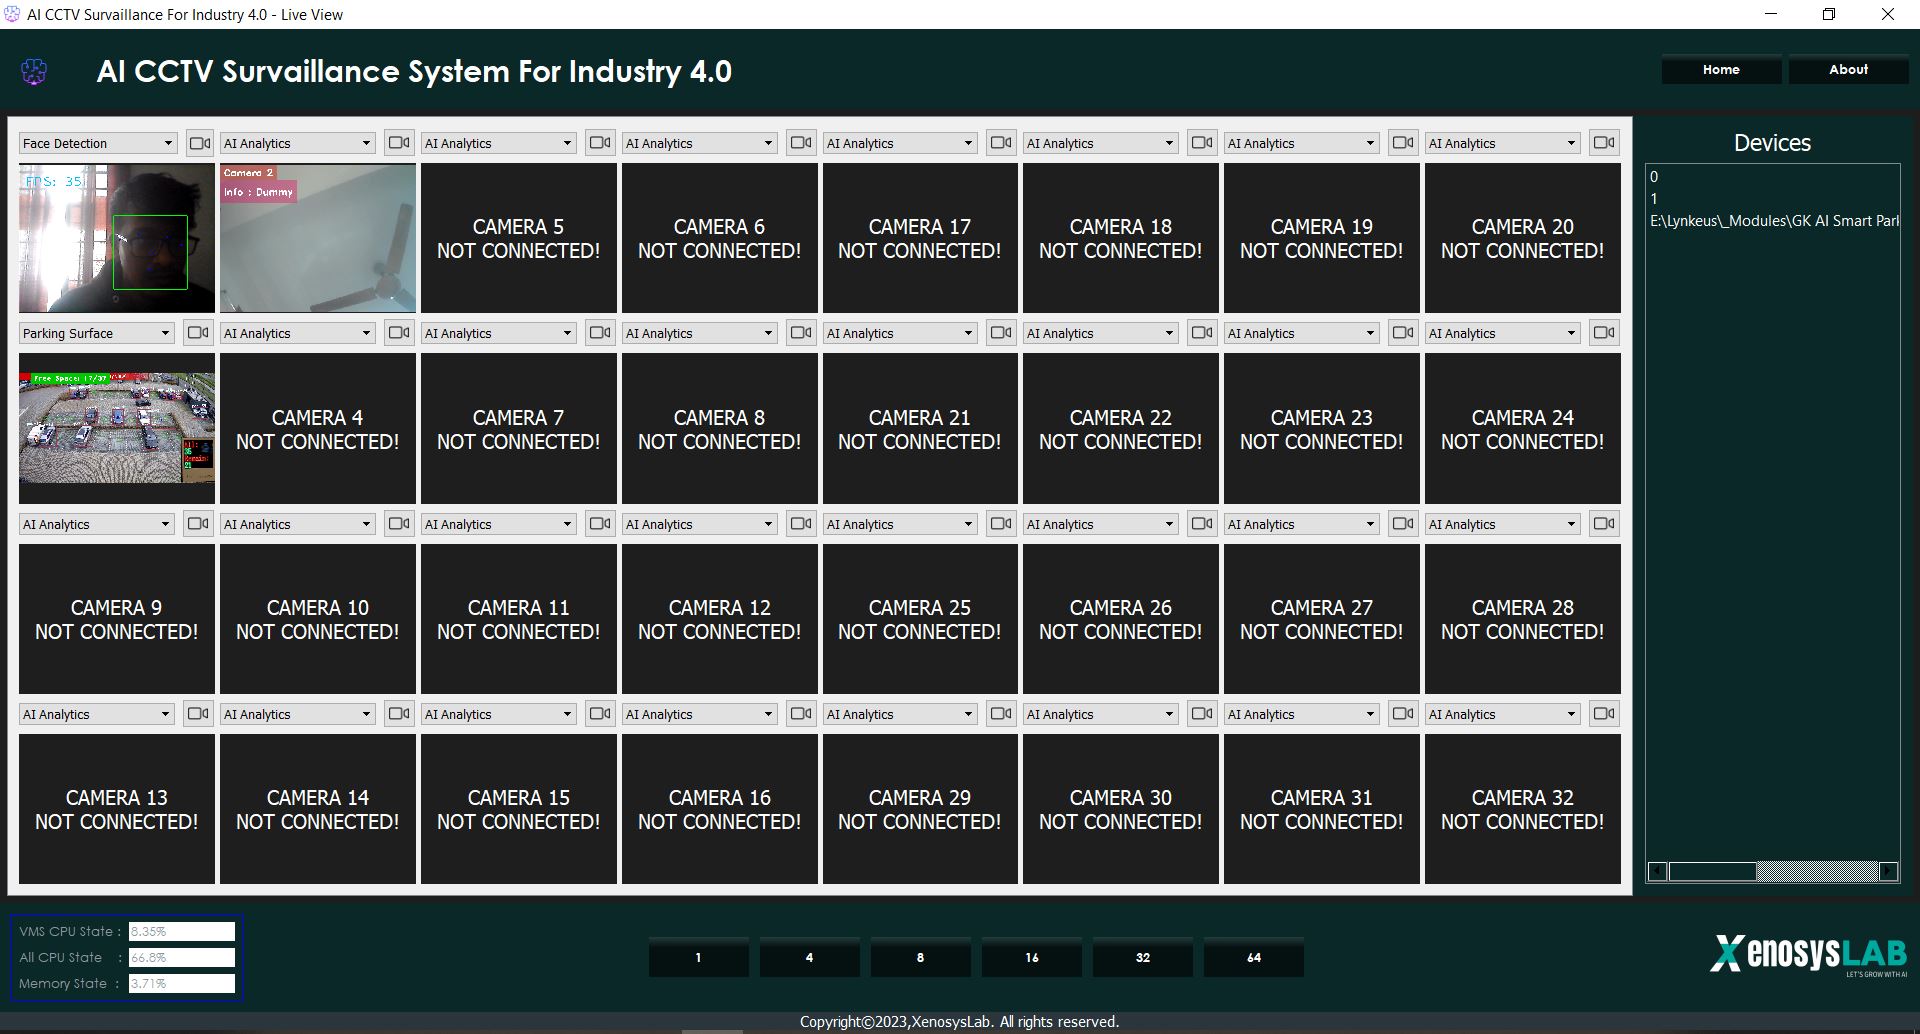 AI CCTV Survaillance For Industry 4.0 - Live View
AI CCTV Survaillance System For Industry 4.0
Home About
Face Detection AI Analytics AI Analytics AI Analytics AI Analytics AI Analytics AI Analytics AI Analytics
FPS: 35
Camera 2
Info : Dummy
CAMERA 5 CAMERA 6 CAMERA 17 CAMERA 18 CAMERA 19 CAMERA 20
NOT CONNECTED! NOT CONNECTED! NOT CONNECTED! NOT CONNECTED! NOT CONNECTED! NOT CONNECTED!
Parking Surface AI Analytics AI Analytics AI Analytics AI Analytics AI Analytics AI Analytics AI Analytics
Free Space: 17/37
CAMERA 4 CAMERA 7 CAMERA 8 CAMERA 21 CAMERA 22 CAMERA 23 CAMERA 24
NOT CONNECTED! NOT CONNECTED! NOT CONNECTED! NOT CONNECTED! NOT CONNECTED! NOT CONNECTED! NOT CONNECTED!
35
21
AI Analytics AI Analytics AI Analytics AI Analytics AI Analytics AI Analytics AI Analytics AI Analytics
CAMERA 9 CAMERA 10 CAMERA 11 CAMERA 12 CAMERA 25 CAMERA 26 CAMERA 27 CAMERA 28
NOT CONNECTED! NOT CONNECTED! NOT CONNECTED! NOT CONNECTED! NOT CONNECTED! NOT CONNECTED! NOT CONNECTED! NOT CONNECTED!
AI Analytics AI Analytics AI Analytics AI Analytics AI Analytics AI Analytics AI Analytics AI Analytics
CAMERA 13 CAMERA 14 CAMERA 15 CAMERA 16 CAMERA 29 CAMERA 30 CAMERA 31 CAMERA 32
NOT CONNECTED! NOT CONNECTED! NOT CONNECTED! NOT CONNECTED! NOT CONNECTED! NOT CONNECTED! NOT CONNECTED! NOT CONNECTED!
Devices
0
1
E:\Lynkeus\_Modules\GK AI Smart Park
VMS CPU State : 8.35%
All CPU State : 66.8%
Memory State : 3.71%
1 4 8 16 32 64
XenosysLAB
LET'S GROW WITH AI
Copyright©2023,XenosysLab. All rights reserved.